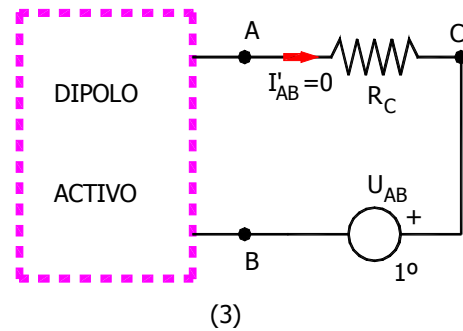 A
C
DIPOLO
I'AB=0
RC
ACTIVO
UAB
+
B
1º
(3)